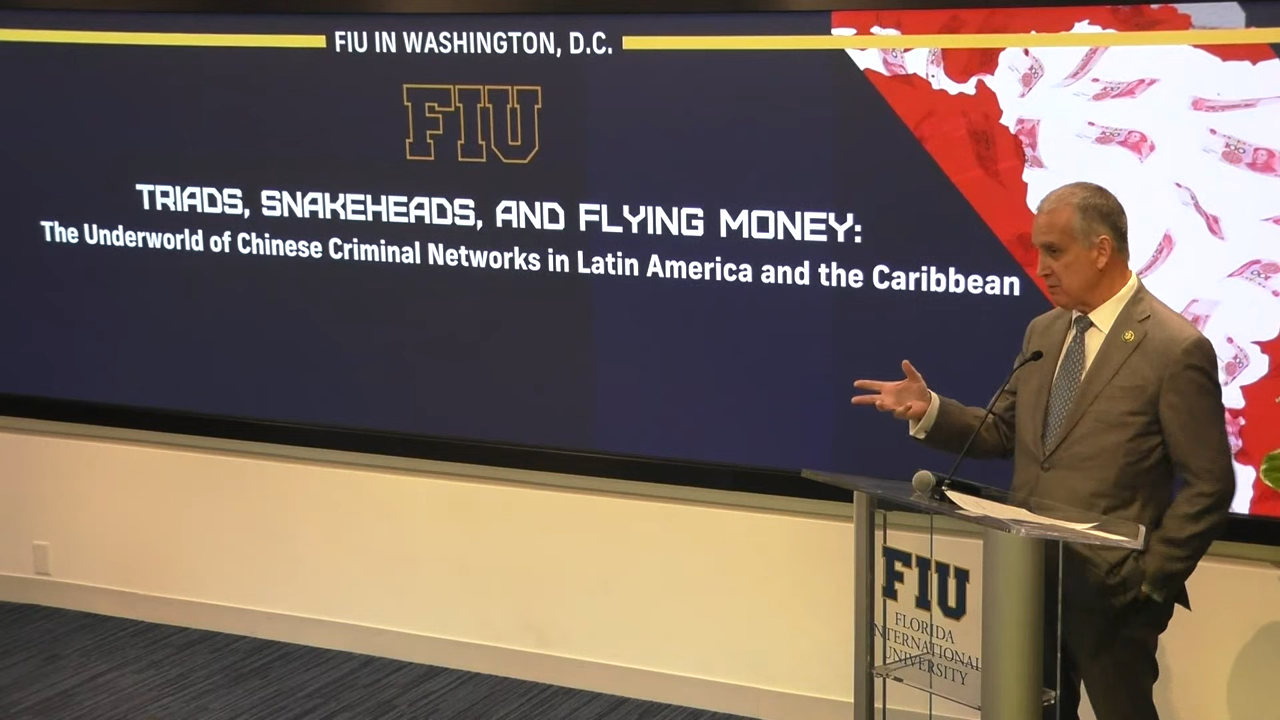 FIU IN WASHINGTON, D.C.
FIU
TRIADS, SNAKEHEADS, AND FLYING MONEY:
The Underworld of Chinese Criminal Networks in Latin America and the Caribbean
FIU
FLORIDA
INTERNATIONAL
UNIVERSITY